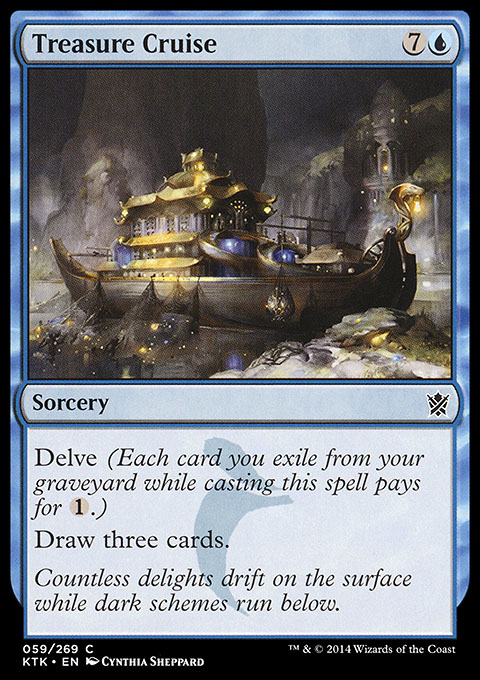 Treasure Cruise 7
Sorcery
Delve (Each card you exile from your
graveyard while casting this spell pays
for 1.)
Draw three cards.
Countless delights drift on the surface
while dark schemes run below.
059/269 C
KTK • EN Cynthia Sheppard
™ & © 2014 Wizards of the Coast